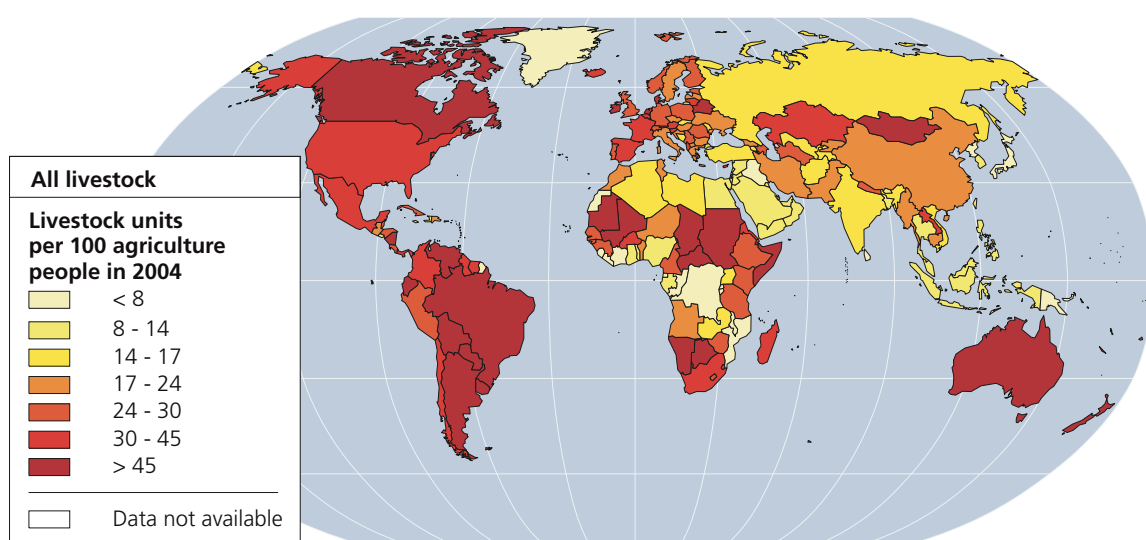 All livestock
Livestock units
per 100 agriculture
people in 2004
< 8
8 - 14
14 - 17
17 - 24
24 - 30
30 - 45
> 45
Data not available